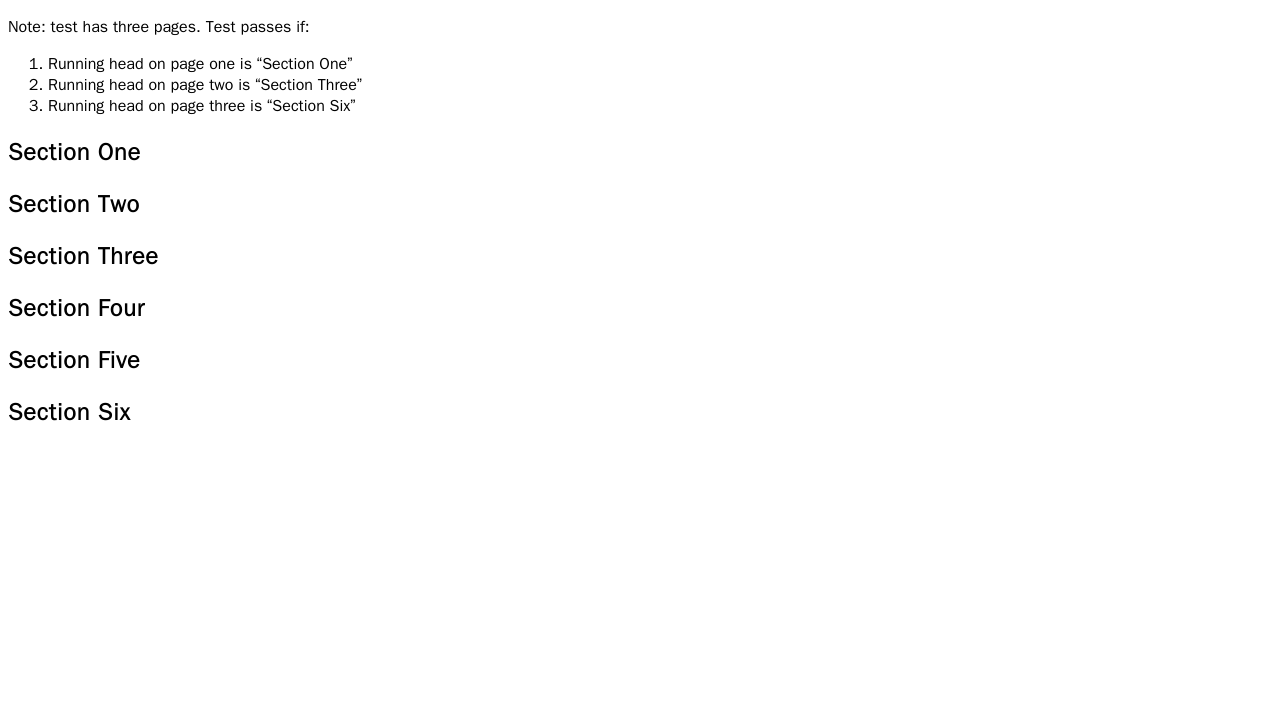 Note: test has three pages. Test passes if:
1. Running head on page one is “Section One”
2. Running head on page two is “Section Three”
3. Running head on page three is “Section Six”
Section One
Section Two
Section Three
Section Four
Section Five
Section Six